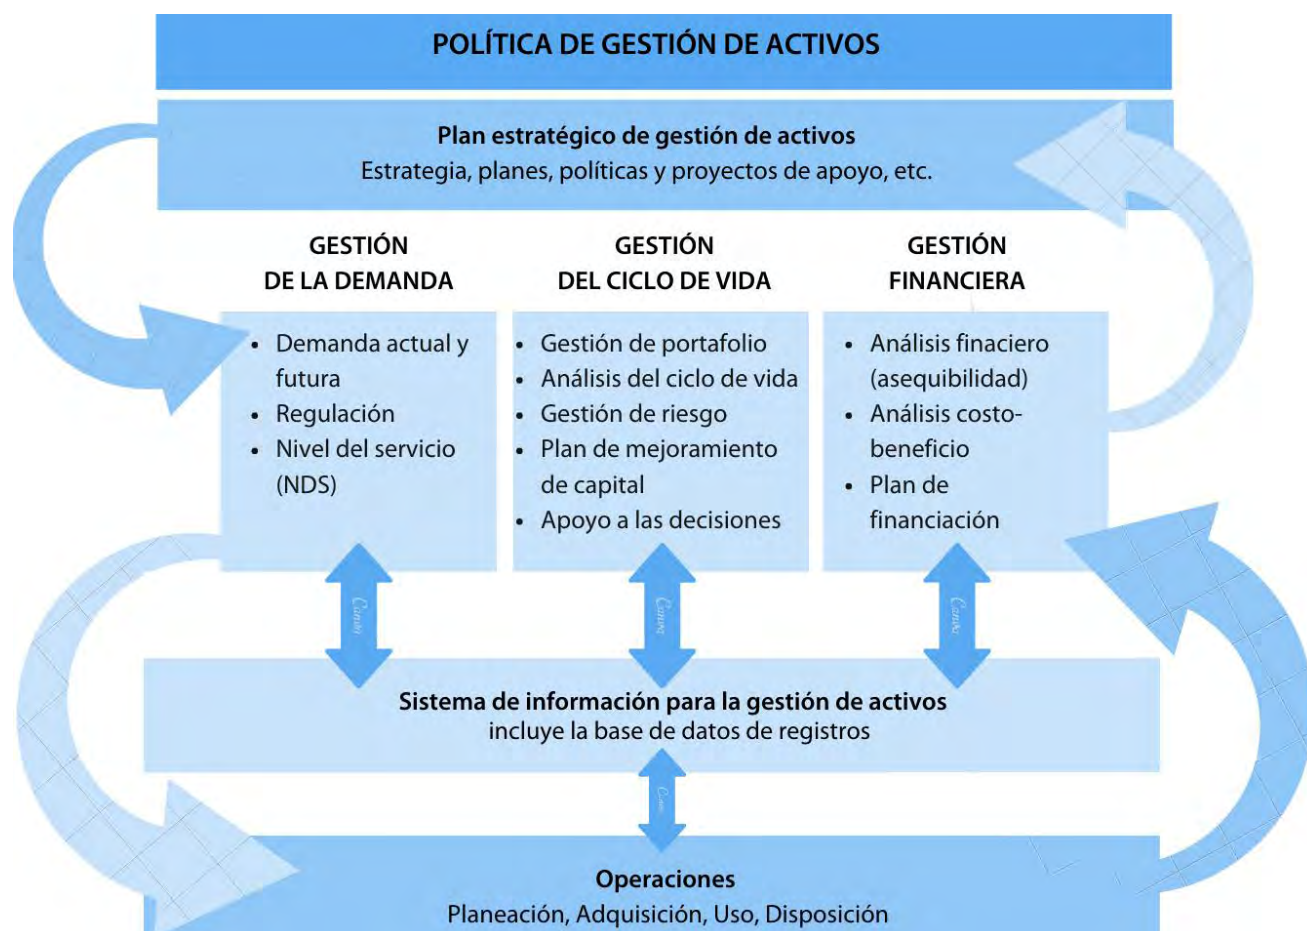 POLÍTICA DE GESTIÓN DE ACTIVOS
Plan estratégico de gestión de activos
Estrategia, planes, políticas y proyectos de apoyo, etc.
GESTIÓN
DE LA DEMANDA
• Demanda actual y
futura
• Regulación
• Nivel del servicio
(NDS)
GESTIÓN
DEL CICLO DE VIDA
• Gestión de portafolio
• Análisis del ciclo de vida
• Gestión de riesgo
• Plan de mejoramiento
de capital
• Apoyo a las decisiones
GESTIÓN
FINANCIERA
• Análisis finaciero
(asequibilidad)
• Análisis costo-
beneficio
• Plan de
financiación
Canva
Canva
Canva
Sistema de información para la gestión de activos
incluye la base de datos de registros
Canva
Operaciones
Planeación, Adquisición, Uso, Disposición